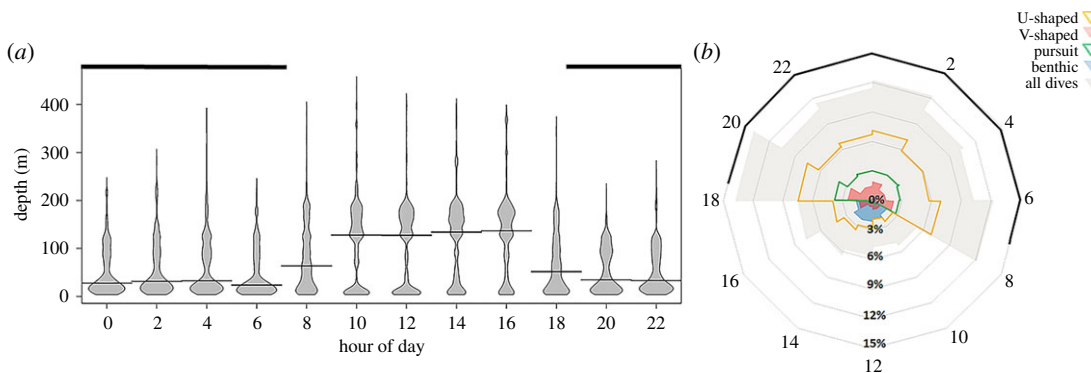 (a)
depth (m)
400
300
200
100
0
0 2 4 6 8 10 12 14 16 18 20 22
hour of day
(b)
U-shaped
V-shaped
pursuit
benthic
all dives
22 2
20 4
18 6
16 8
14 10
12
0%
3%
6%
9%
12%
15%